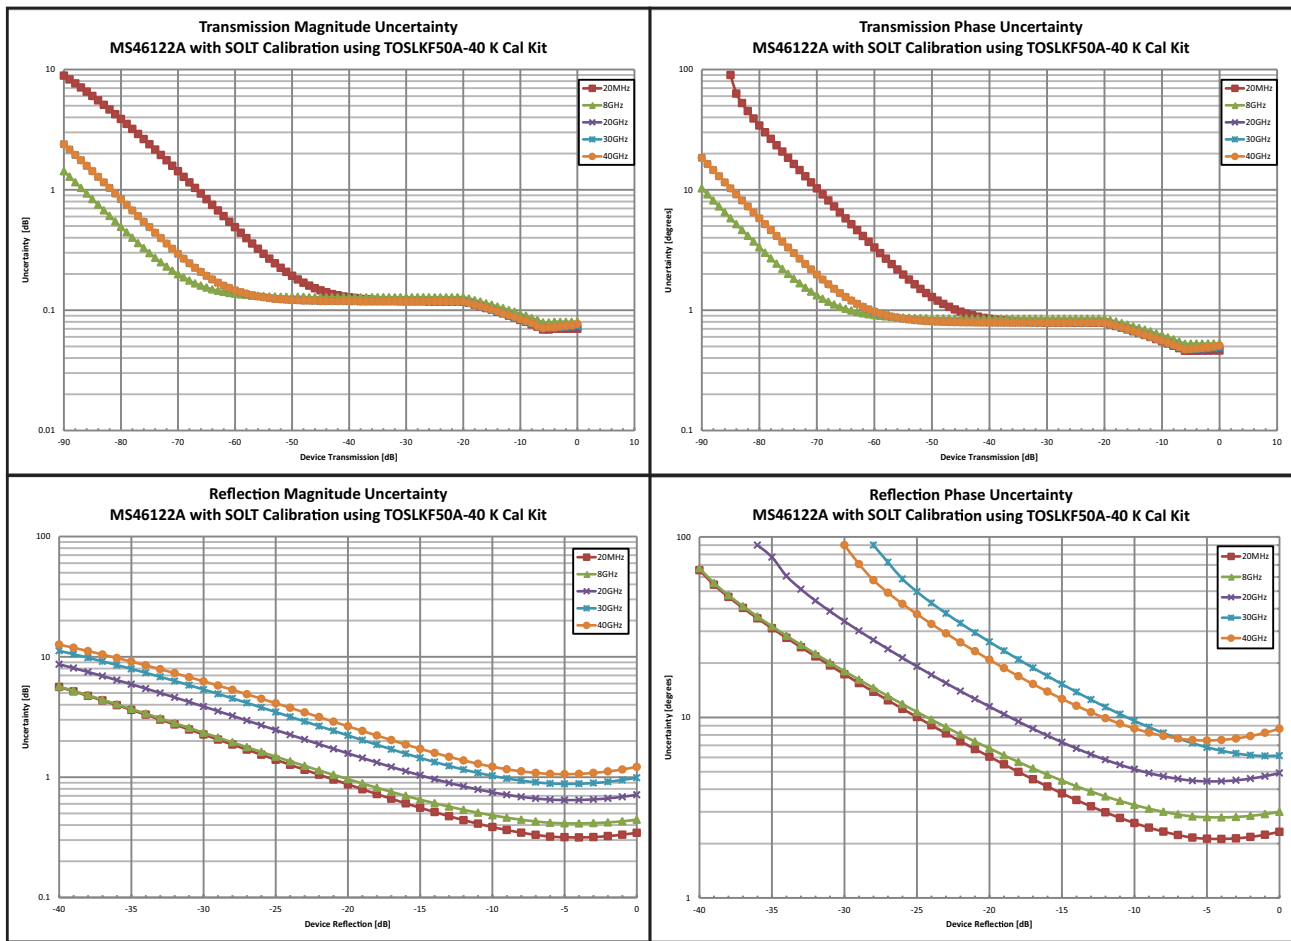 Transmission Magnitude Uncertainty
MS46122A with SOLT Calibration using TOSLKF50A-40 K Cal Kit
10
1
0.1
0.01
Uncertainty [dB]
-90 -80 -70 -60 -50 -40 -30 -20 -10 0 10
Device Transmission [dB]
20MHz
8GHz
20GHz
30GHz
40GHz
Transmission Phase Uncertainty
MS46122A with SOLT Calibration using TOSLKF50A-40 K Cal Kit
100
10
1
0.1
Uncertainty [degrees]
-90 -80 -70 -60 -50 -40 -30 -20 -10 0 10
Device Transmission [dB]
20MHz
8GHz
20GHz
30GHz
40GHz
Reflection Magnitude Uncertainty
MS46122A with SOLT Calibration using TOSLKF50A-40 K Cal Kit
100
10
1
0.1
Uncertainty [dB]
-40 -35 -30 -25 -20 -15 -10 -5 0
Device Reflection [dB]
20MHz
8GHz
20GHz
30GHz
40GHz
Reflection Phase Uncertainty
MS46122A with SOLT Calibration using TOSLKF50A-40 K Cal Kit
100
10
1
Uncertainty [degrees]
-40 -35 -30 -25 -20 -15 -10 -5 0
Device Reflection [dB]
20MHz
8GHz
20GHz
30GHz
40GHz